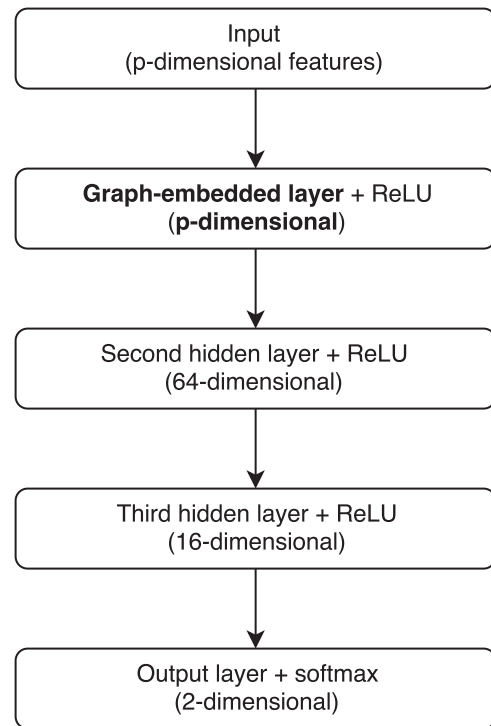 Input
(p-dimensional features)
Graph-embedded layer + ReLU
(p-dimensional)
Second hidden layer + ReLU
(64-dimensional)
Third hidden layer + ReLU
(16-dimensional)
Output layer + softmax
(2-dimensional)